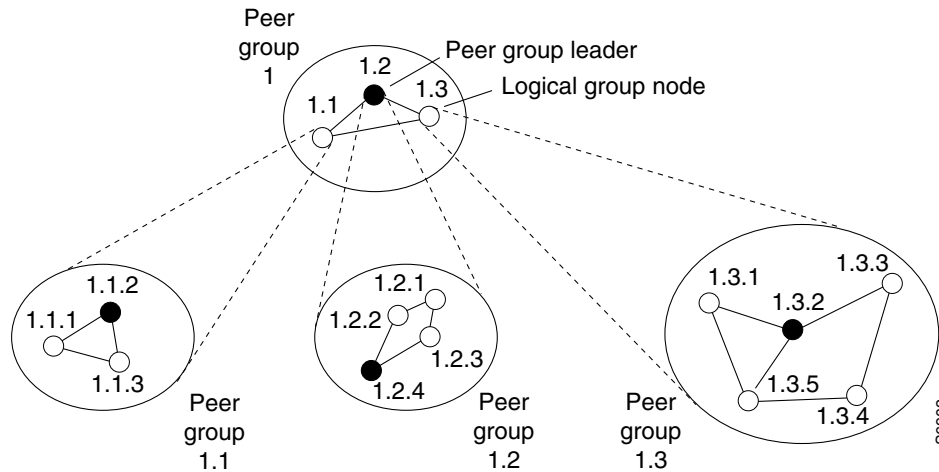 Peer
group
1
Peer group leader
Logical group node
1.2
1.3
1.1
1.1.2
1.1.1
1.1.3
Peer
group
1.1
1.2.1
1.2.2
1.2.3
1.2.4
Peer
group
1.2
Peer
group
1.3
1.3.1
1.3.3
1.3.2
1.3.5
1.3.4